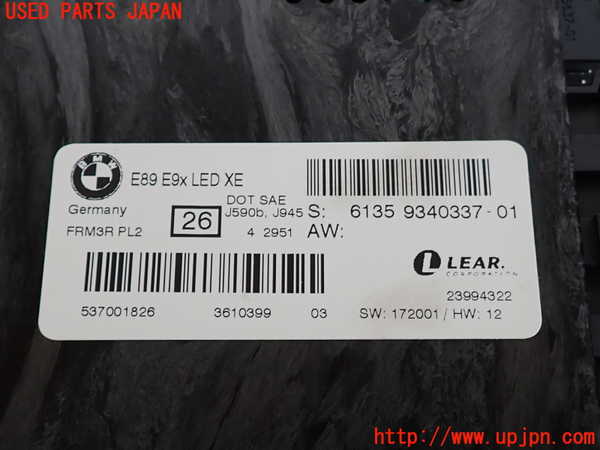 USED PARTS JAPAN
BMW
E89 E9x LED XE
Germany
FRM3R PL2
26
DOT SAE
J590b, J945
4 2951
S: 6135 9340337-01
AW:
LEAR.
CORPORATION
23994322
537001826 3610399 03 SW: 172001 / HW: 12
http://www.upjpn.com/